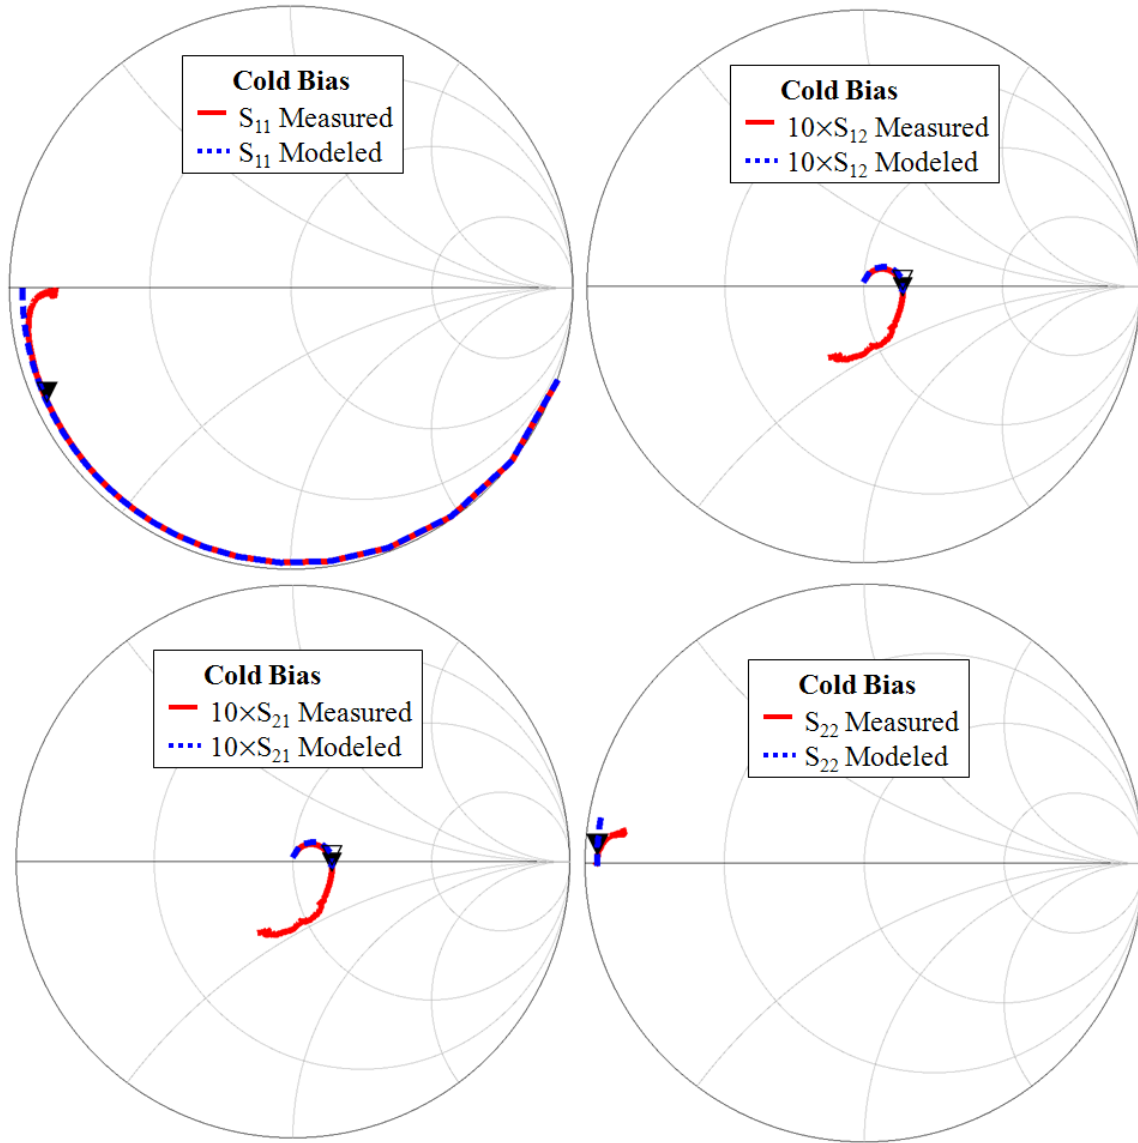 Cold Bias
S₁₁ Measured
S₁₁ Modeled
Cold Bias
10×S₁₂ Measured
10×S₁₂ Modeled
Cold Bias
10×S₂₁ Measured
10×S₂₁ Modeled
Cold Bias
S₂₂ Measured
S₂₂ Modeled